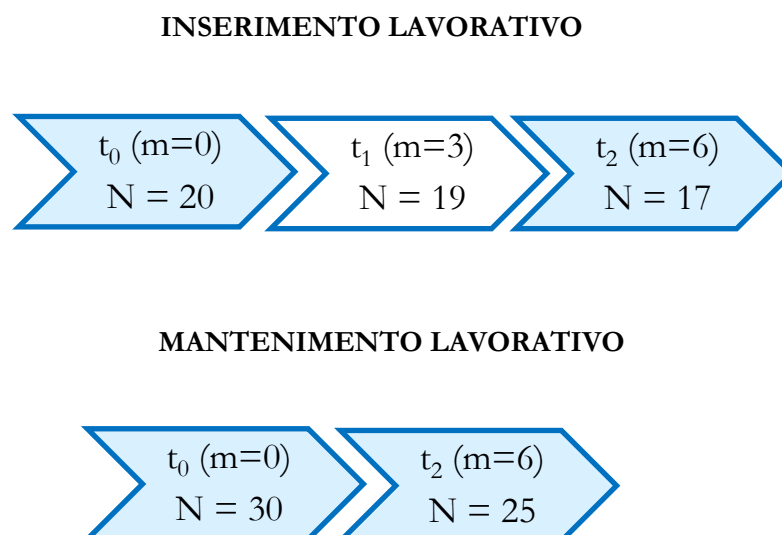 INSERIMENTO LAVORATIVO
t₀ (m=0)
N = 20
t₁ (m=3)
N = 19
t₂ (m=6)
N = 17
MANTENIMENTO LAVORATIVO
t₀ (m=0)
N = 30
t₂ (m=6)
N = 25